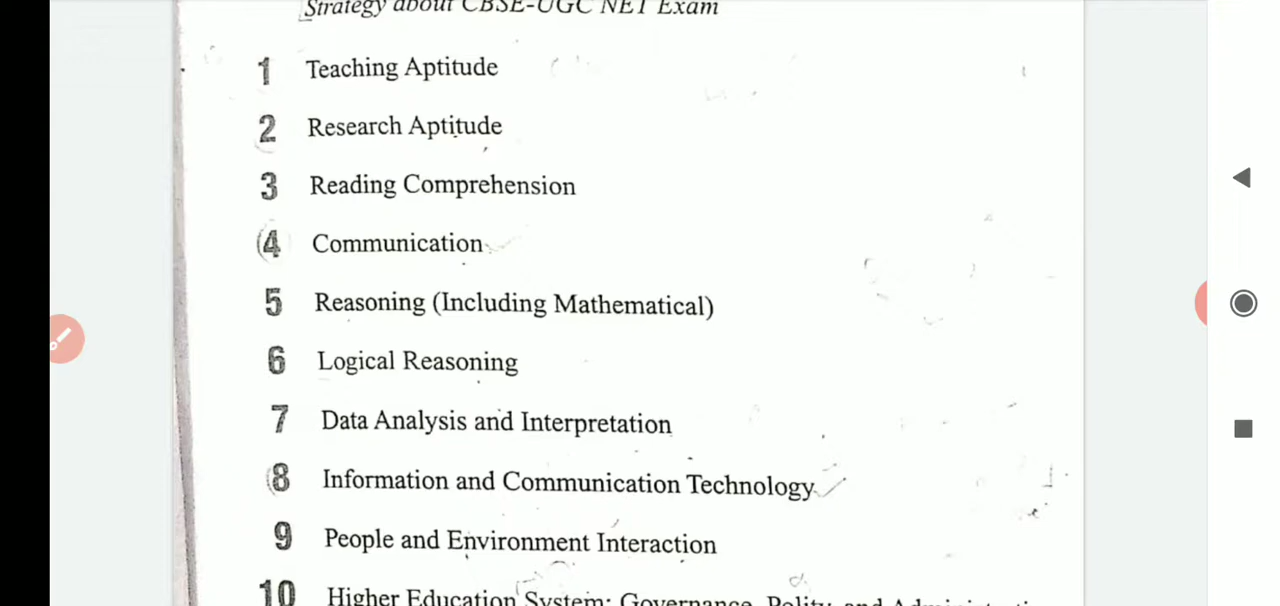 Strategy about CBSE-UGC NET Exam
1 Teaching Aptitude
2 Research Aptitude
3 Reading Comprehension
4 Communication
5 Reasoning (Including Mathematical)
6 Logical Reasoning
7 Data Analysis and Interpretation
8 Information and Communication Technology
9 People and Environment Interaction
10 Higher Education System: Governance, Polity, and